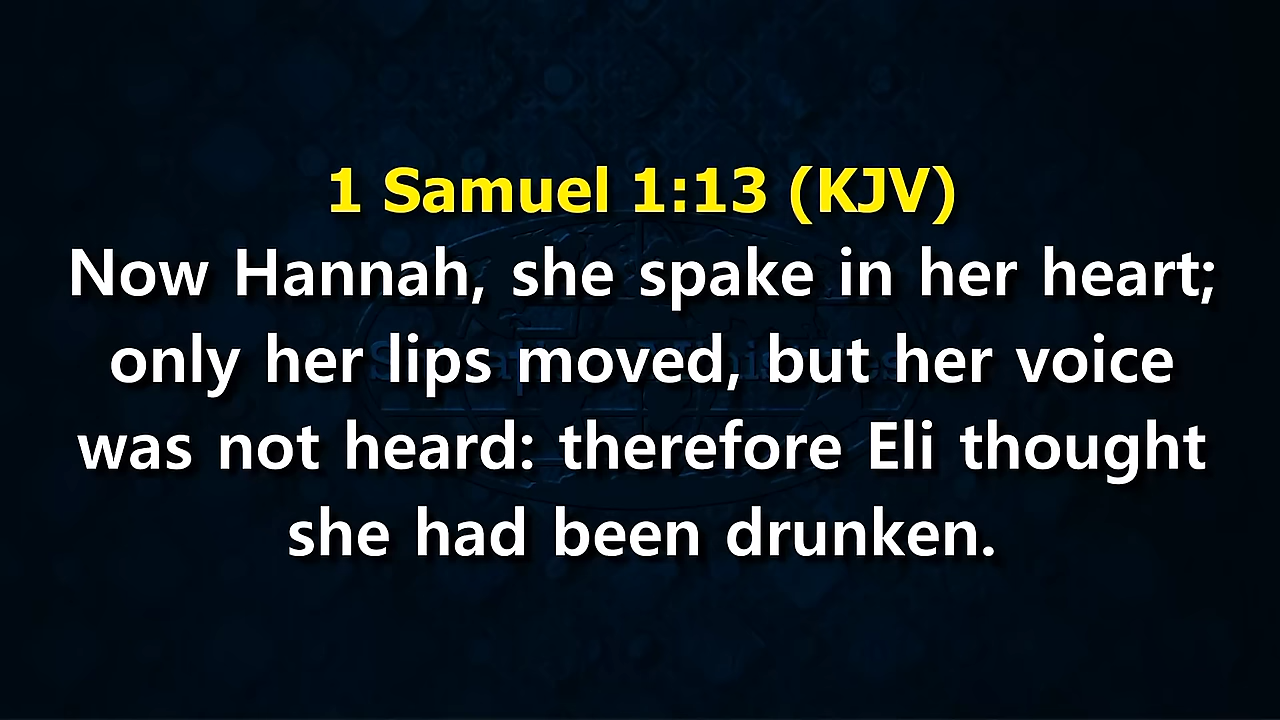 1 Samuel 1:13 (KJV)
Now Hannah, she spake in her heart;
only her lips moved, but her voice
was not heard: therefore Eli thought
she had been drunken.